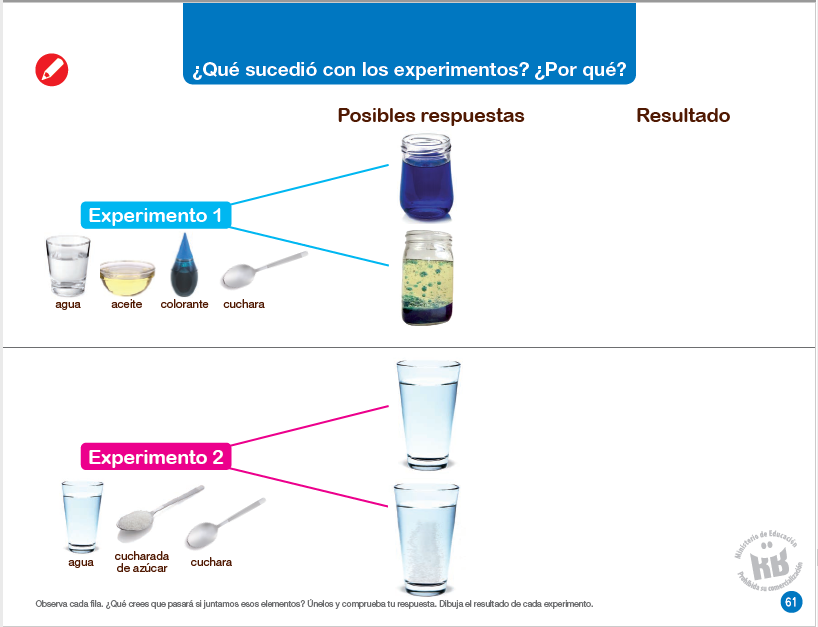 ¿Qué sucedió con los experimentos? ¿Por qué?
Posibles respuestas
Resultado
Experimento 1
agua
aceite
colorante
cuchara
Experimento 2
agua
cucharada
de azúcar
cuchara
Ministerio de Educación
Prohibida su comercialización
Observa cada fila. ¿Qué crees que pasará si juntamos esos elementos? Únelos y comprueba tu respuesta. Dibuja el resultado de cada experimento.
61